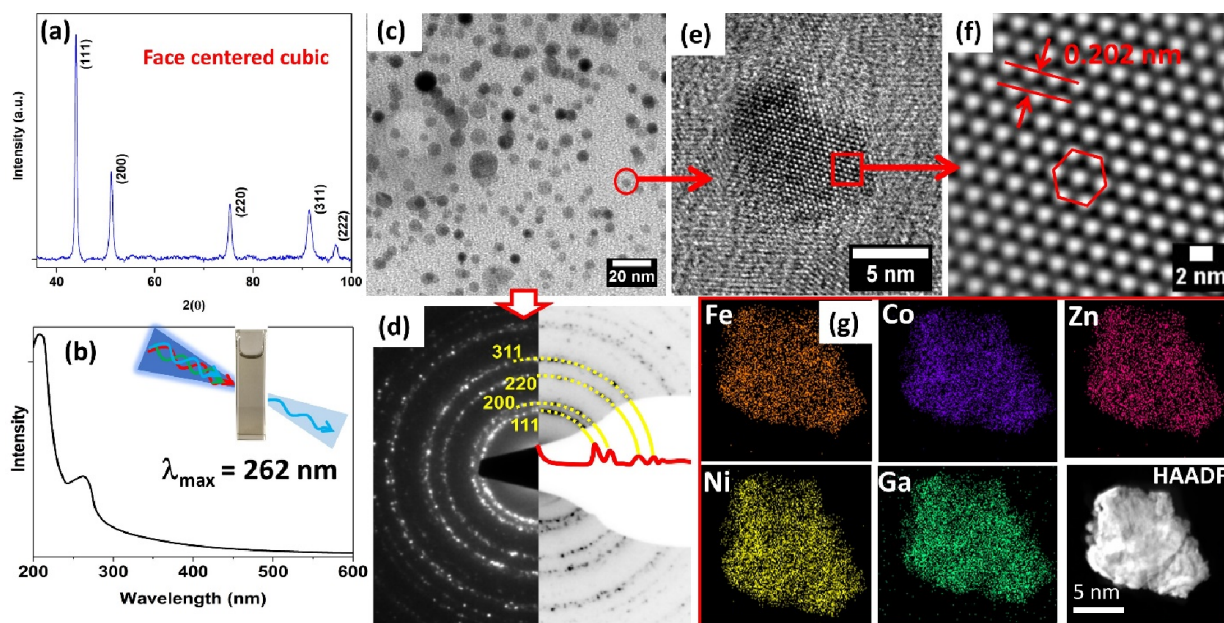 (a)
Face centered cubic
(111)
(200)
(220)
(311)
(222)
Intensity (a.u.)
40 60 80 100
2(θ)
(b)
λmax = 262 nm
Intensity
200 300 400 500 600
Wavelength (nm)
(c)
20 nm
(d)
311
220
200
111
(e)
5 nm
(f)
0.202 nm
2 nm
Fe
(g)
Co
Zn
Ni
Ga
HAADF
5 nm